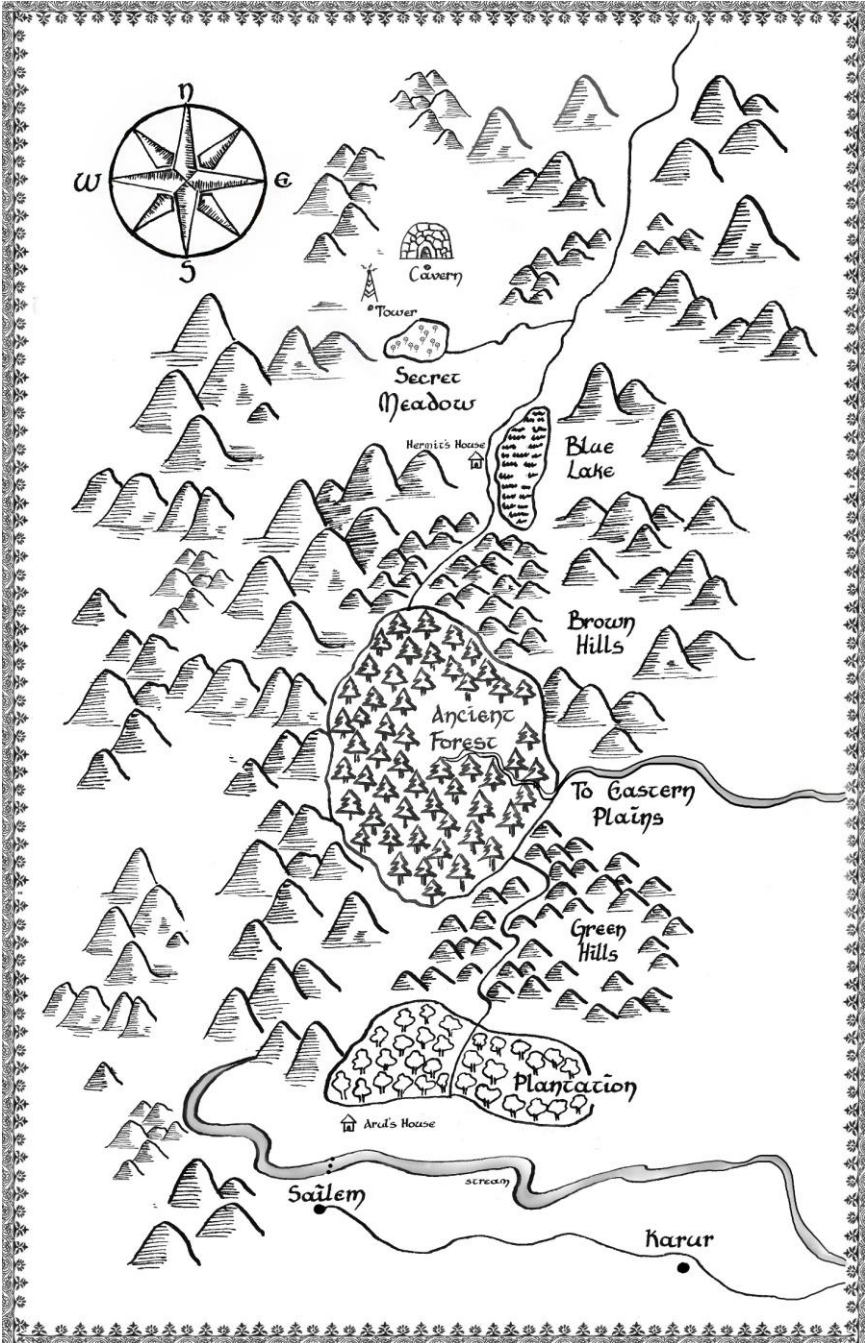 N
W
E
S
Cavern
Tower
Secret
Meadow
Hermit's House
Blue
Lake
Brown
Hills
Ancient
Forest
To Eastern
Plains
Green
Hills
Plantation
Arul's House
stream
Sailem
Karur